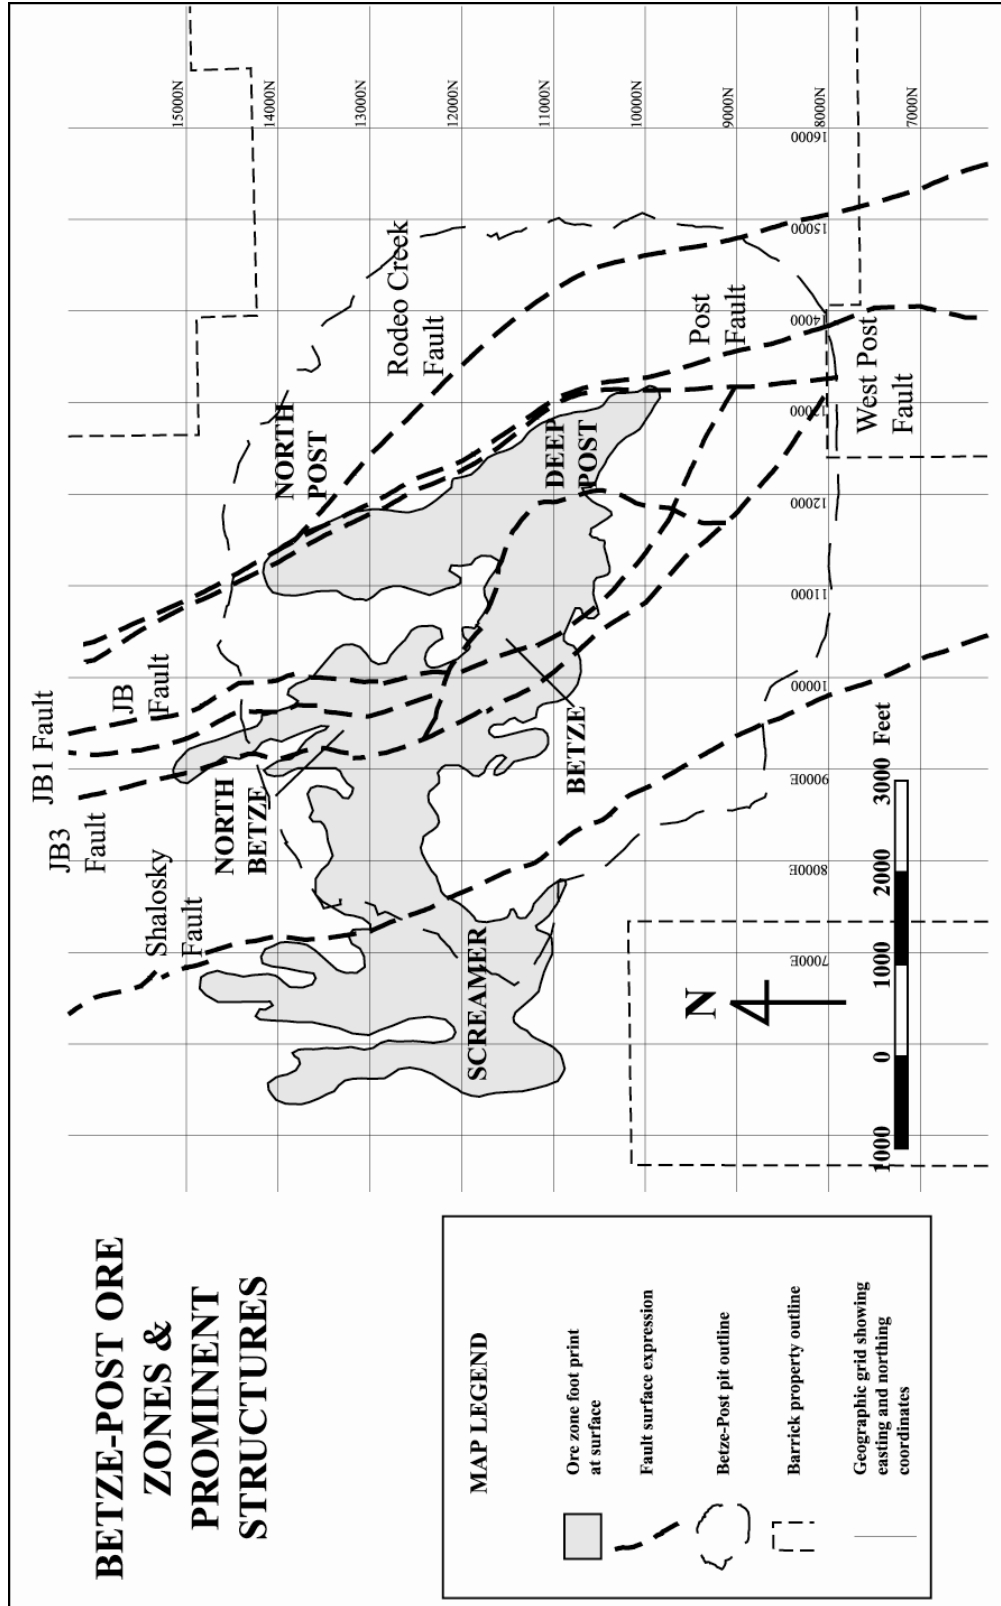 BETZE-POST ORE
ZONES &
PROMINENT
STRUCTURES
MAP LEGEND
Ore zone foot print
at surface
Fault surface expression
Betze-Post pit outline
Barrick property outline
Geographic grid showing
easting and northing
coordinates
JB1 Fault
JB3
Fault
JB
Fault
Shalosky
Fault
NORTH
BETZE
NORTH
POST
Rodeo Creek
Fault
DEEP
POST
Post
Fault
West Post
Fault
BETZE
SCREAMER
15000N
14000N
13000N
12000N
11000N
10000N
9000N
8000N
7000N
7000E
8000E
9000E
10000
11000
12000
13000
14000
15000
16000
N
1000
0
1000
2000
3000 Feet